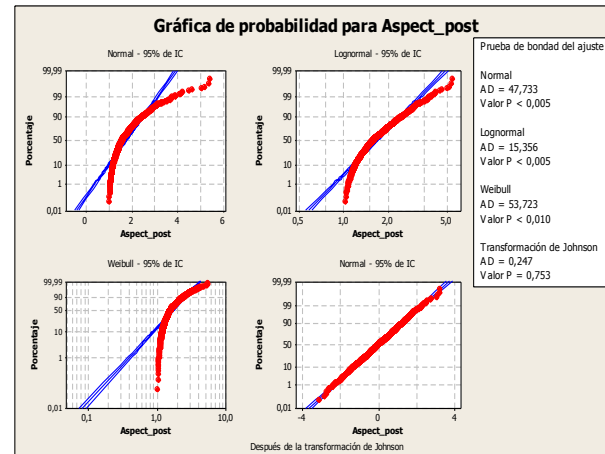 Gráfica de probabilidad para Aspect_post
Normal - 95% de IC
99,99
99
90
50
10
1
0,01
0
2
4
6
Porcentaje
Aspect_post
Lognormal - 95% de IC
99,99
99
90
50
10
1
0,01
0,5
1,0
2,0
5,0
Porcentaje
Aspect_post
Weibull - 95% de IC
99,99
90
50
10
1
0,01
0,1
1,0
10,0
Porcentaje
Aspect_post
Normal - 95% de IC
99,99
99
90
50
10
1
0,01
-4
0
4
Porcentaje
Aspect_post
Después de la transformación de Johnson
Prueba de bondad del ajuste
Normal
AD = 47,733
Valor P < 0,005
Lognormal
AD = 15,356
Valor P < 0,005
Weibull
AD = 53,723
Valor P < 0,010
Transformación de Johnson
AD = 0,247
Valor P = 0,753